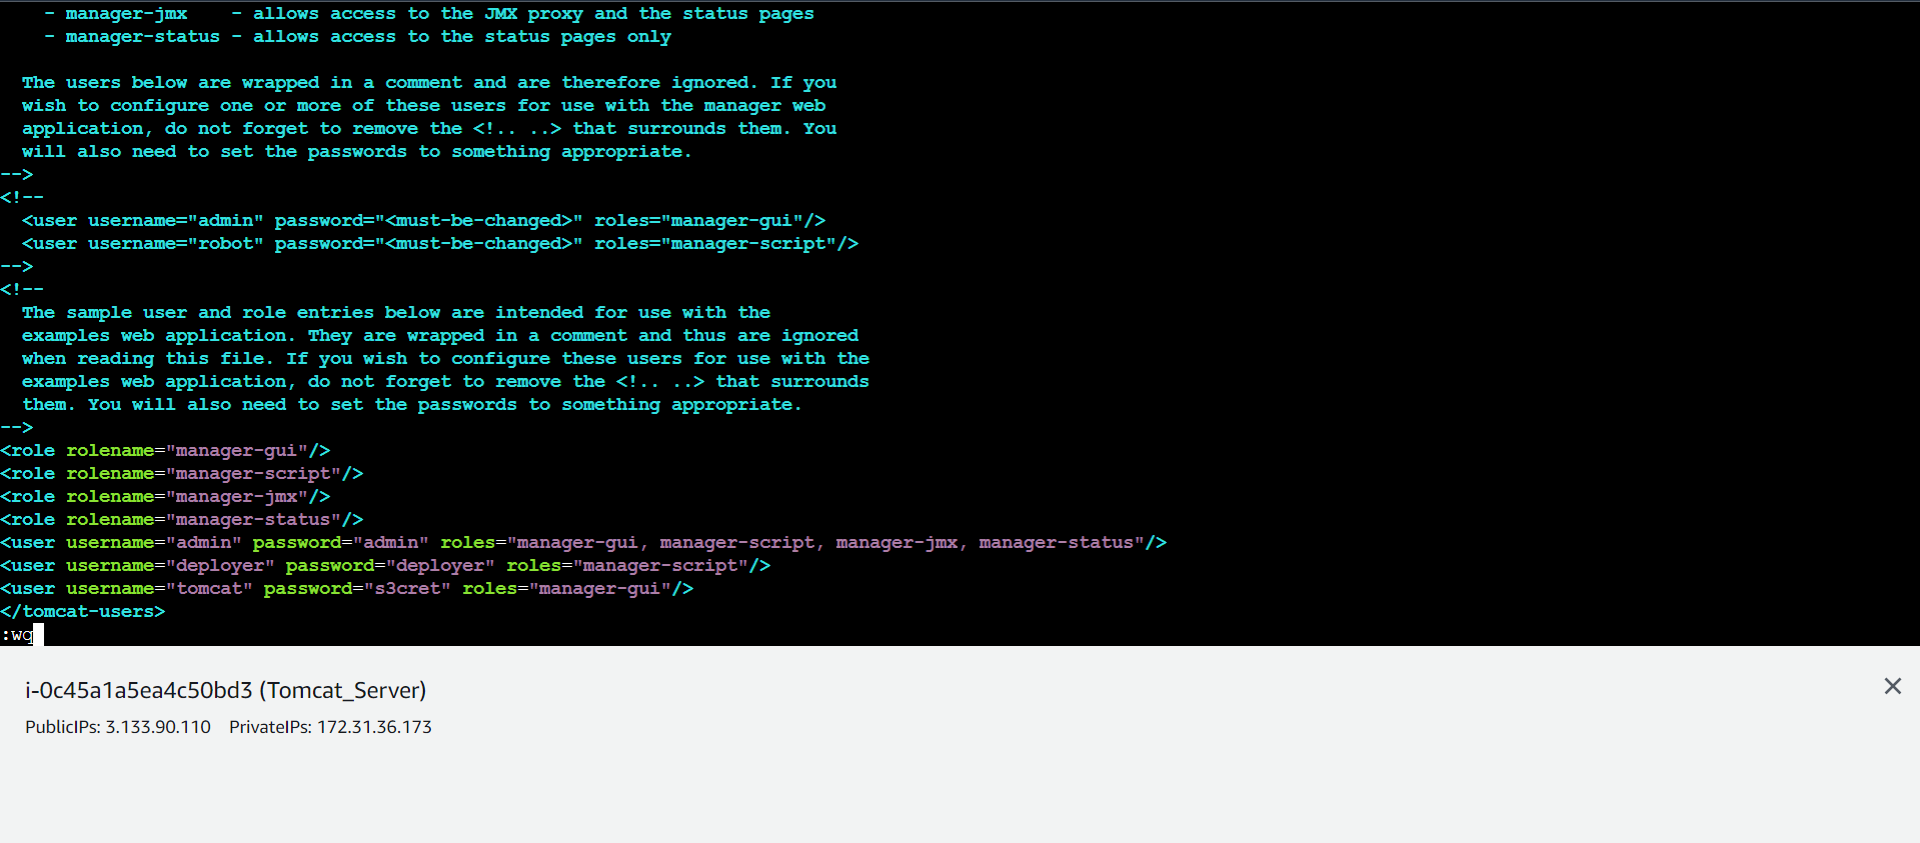 - manager-jmx    - allows access to the JMX proxy and the status pages
    - manager-status - allows access to the status pages only
  The users below are wrapped in a comment and are therefore ignored. If you
  wish to configure one or more of these users for use with the manager web
  application, do not forget to remove the <!.. ..> that surrounds them. You
  will also need to set the passwords to something appropriate.
-->
<!--
  <user username="admin" password="<must-be-changed>" roles="manager-gui"/>
  <user username="robot" password="<must-be-changed>" roles="manager-script"/>
-->
<!--
  The sample user and role entries below are intended for use with the
  examples web application. They are wrapped in a comment and thus are ignored
  when reading this file. If you wish to configure these users for use with the
  examples web application, do not forget to remove the <!.. ..> that surrounds
  them. You will also need to set the passwords to something appropriate.
-->
<role rolename="manager-gui"/>
<role rolename="manager-script"/>
<role rolename="manager-jmx"/>
<role rolename="manager-status"/>
<user username="admin" password="admin" roles="manager-gui, manager-script, manager-jmx, manager-status"/>
<user username="deployer" password="deployer" roles="manager-script"/>
<user username="tomcat" password="s3cret" roles="manager-gui"/>
</tomcat-users>
:wq
i-0c45a1a5ea4c50bd3 (Tomcat_Server)
PublicIPs: 3.133.90.110    PrivateIPs: 172.31.36.173